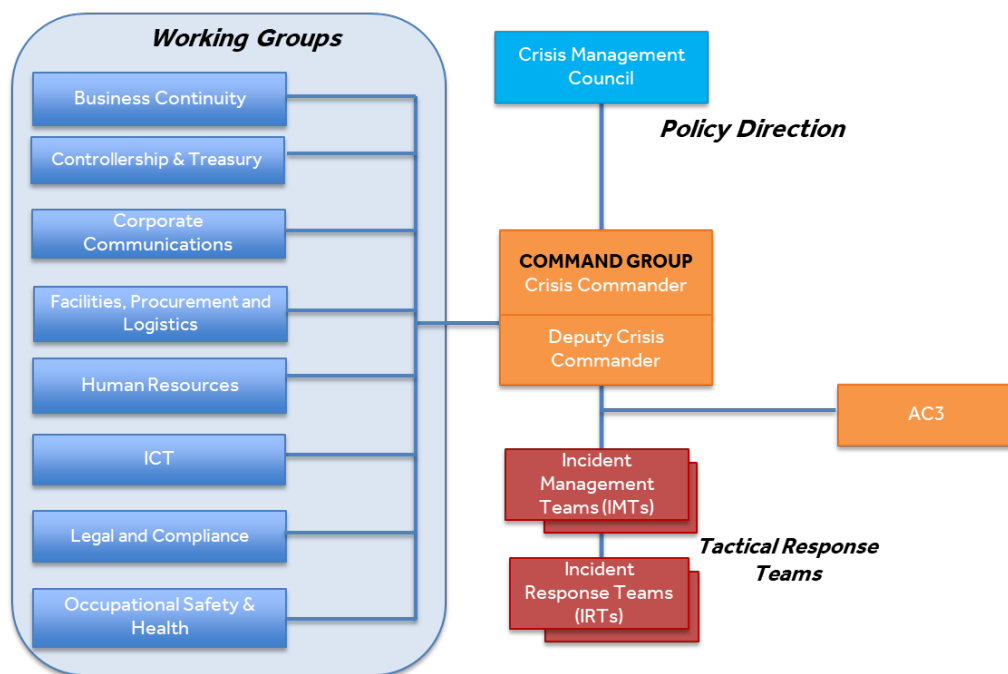 Working Groups
Business Continuity
Controllership & Treasury
Corporate
Communications
Facilities, Procurement and
Logistics
Human Resources
ICT
Legal and Compliance
Occupational Safety &
Health
Crisis Management
Council
Policy Direction
COMMAND GROUP
Crisis Commander
Deputy Crisis
Commander
AC3
Incident
Management
Teams (IMTs)
Tactical Response
Teams
Incident
Response Teams
(IRTs)